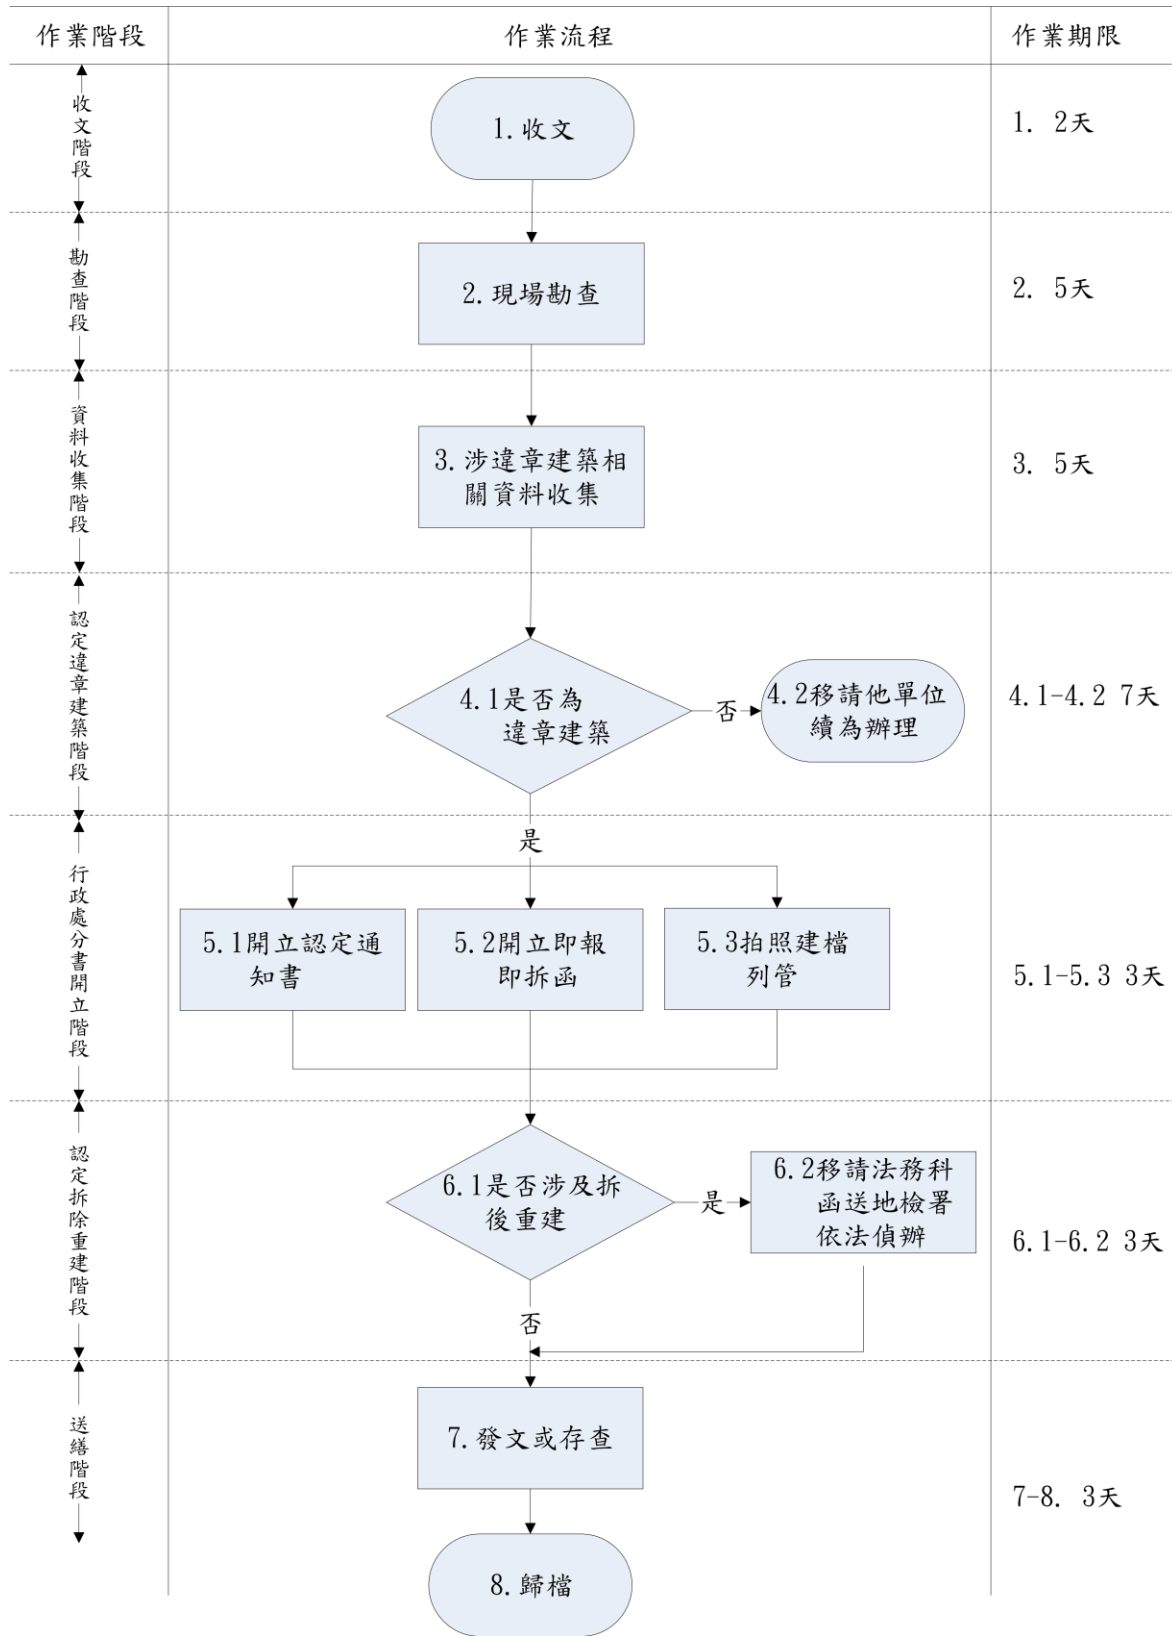 作業階段
作業流程
作業期限
收文階段
1.收文
1. 2天
勘查階段
2.現場勘查
2. 5天
資料收集階段
3.涉違章建築相
關資料收集
3. 5天
認定違章建築階段
4.1是否為
違章建築
否
4.2移請他單位
續為辦理
4.1-4.2 7天
是
行政處分書開立階段
5.1開立認定通
知書
5.2開立即報
即拆函
5.3拍照建檔
列管
5.1-5.3 3天
認定拆除重建階段
6.1是否涉及拆
後重建
是
6.2移請法務科
函送地檢署
依法偵辦
6.1-6.2 3天
否
送繕階段
7.發文或存查
7-8. 3天
8.歸檔